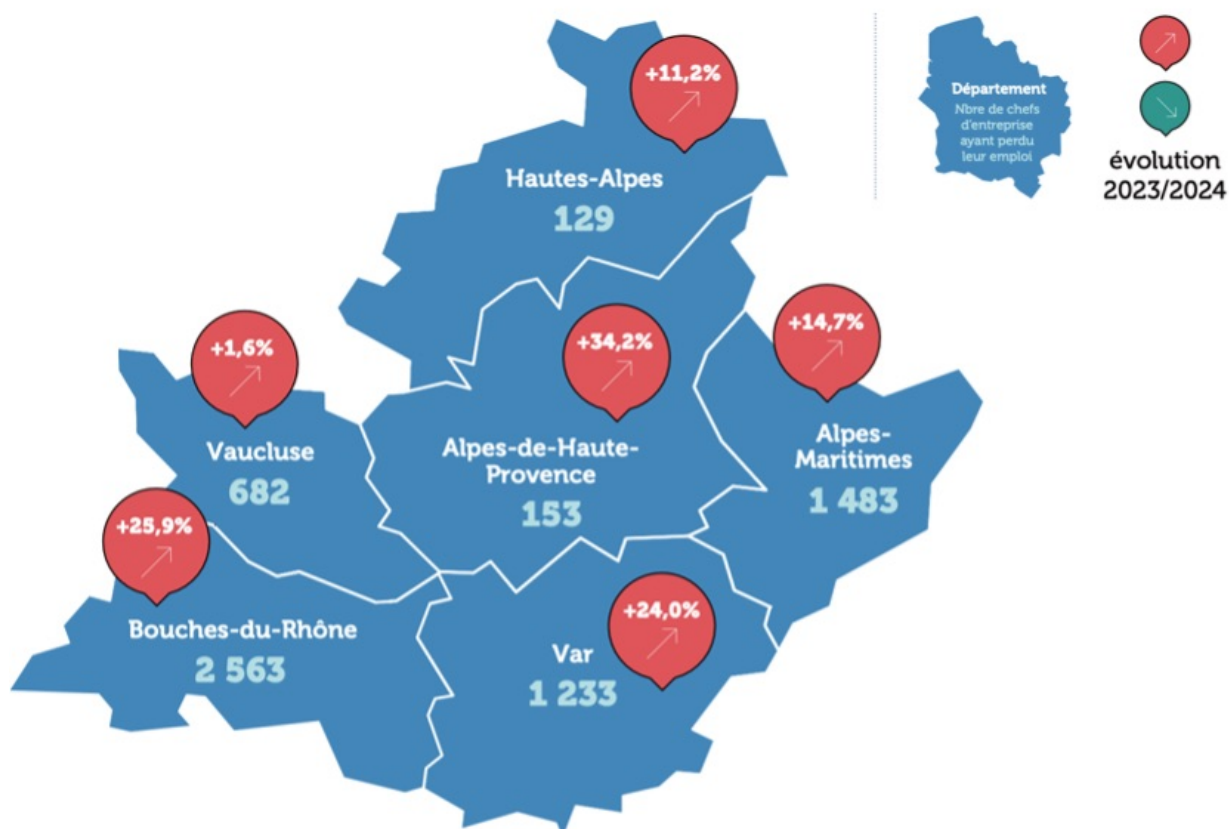 +11,2%
Hautes-Alpes
129
Département
Nbre de chefs
d'entreprise
ayant perdu
leur emploi
évolution
2023/2024
+1,6%
Vaucluse
682
+34,2%
Alpes-de-Haute-
Provence
153
+14,7%
Alpes-
Maritimes
1 483
+25,9%
Bouches-du-Rhône
2 563
+24,0%
Var
1 233